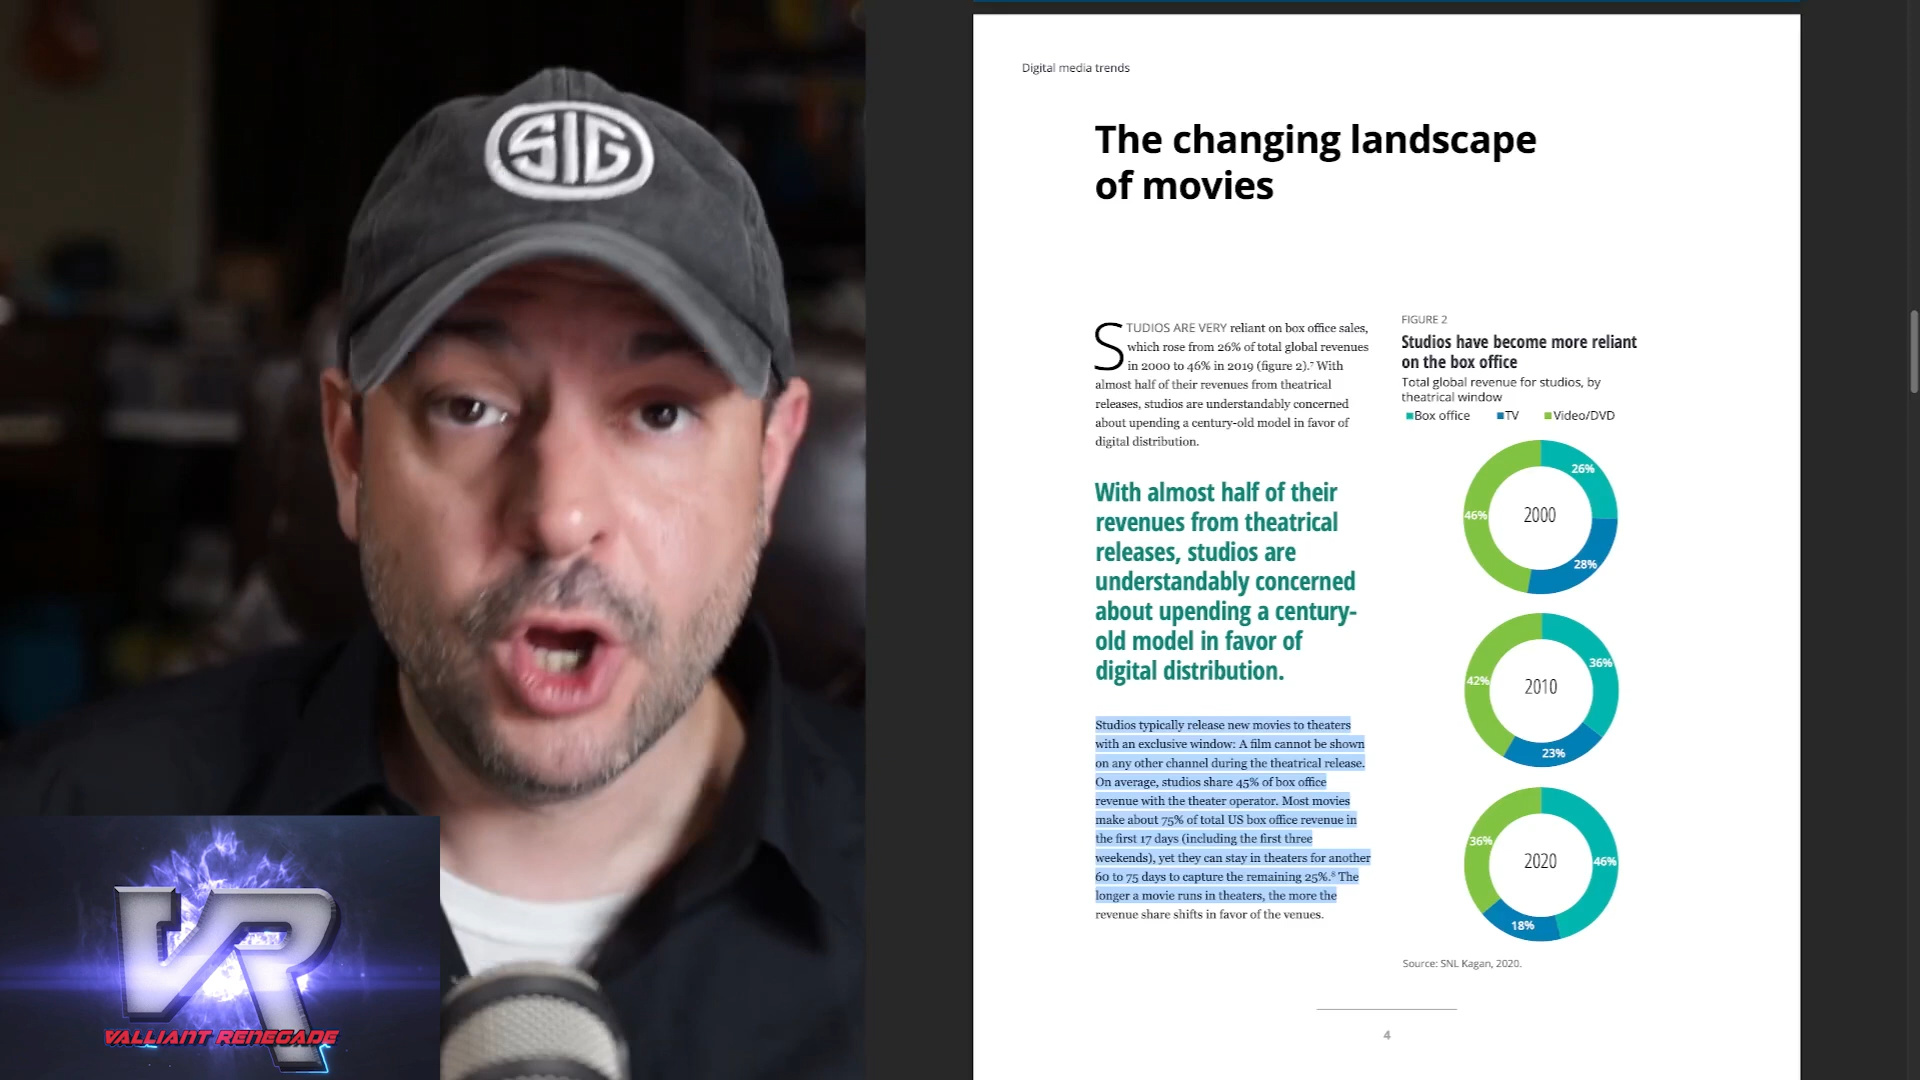 SIG
VR
VALLIANT RENEGADE
Digital media trends
The changing landscape
of movies
STUDIOS ARE VERY reliant on box office sales,
which rose from 26% of total global revenues
in 2000 to 46% in 2019 (figure 2).⁷ With
almost half of their revenues from theatrical
releases, studios are understandably concerned
about upending a century-old model in favor of
digital distribution.
With almost half of their
revenues from theatrical
releases, studios are
understandably concerned
about upending a century-
old model in favor of
digital distribution.
Studios typically release new movies to theaters
with an exclusive window: A film cannot be shown
on any other channel during the theatrical release.
On average, studios share 45% of box office
revenue with the theater operator. Most movies
make about 75% of total US box office revenue in
the first 17 days (including the first three
weekends), yet they can stay in theaters for another
60 to 75 days to capture the remaining 25%.⁸ The
longer a movie runs in theaters, the more the
revenue share shifts in favor of the venues.
FIGURE 2
Studios have become more reliant
on the box office
Total global revenue for studios, by
theatrical window
Box office TV Video/DVD
26%
46%
2000
28%
36%
42%
2010
23%
36%
2020
46%
18%
Source: SNL Kagan, 2020.
4